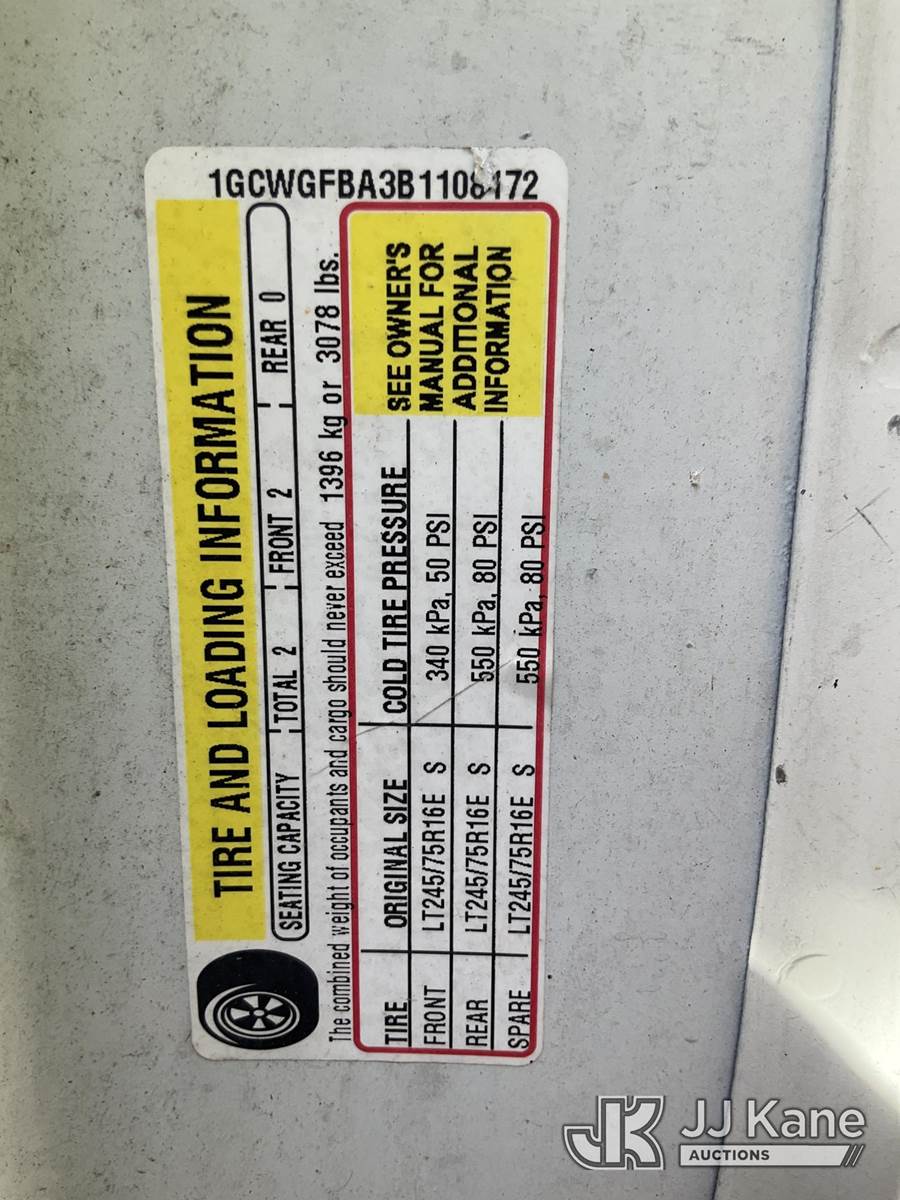 1GCWGFBA3B1108472
TIRE AND LOADING INFORMATION
SEATING CAPACITY TOTAL 2 FRONT 2 REAR 0
The combined weight of occupants and cargo should never exceed 1396 kg or 3078 lbs.
TIRE ORIGINAL SIZE COLD TIRE PRESSURE
FRONT LT245/75R16E S 340 kPa, 50 PSI
REAR LT245/75R16E S 550 kPa, 80 PSI
SPARE LT245/75R16E S 550 kPa, 80 PSI
SEE OWNER'S
MANUAL FOR
ADDITIONAL
INFORMATION
JK JJ Kane
AUCTIONS